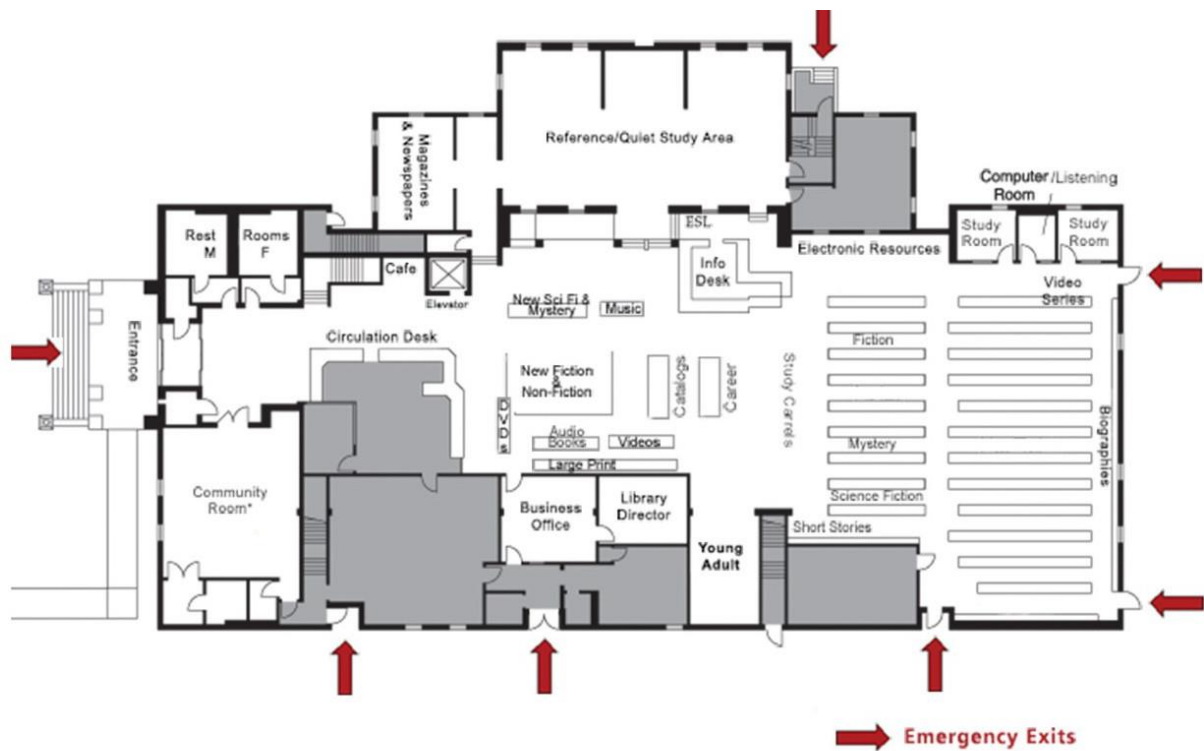 Magazines
& Newspapers
Reference/Quiet Study Area
Computer /Listening
Room
Rest
M
Rooms
F
ESL
Electronic Resources
Study
Room
Study
Room
Cafe
Info
Desk
Video
Series
Elevator
New Sci Fi &
Mystery
Music
Entrance
Circulation Desk
Fiction
New Fiction
&
Non-Fiction
Catalogs
Career
Study Carrels
DVDs
Biographies
Audio
Books
Videos
Mystery
Large Print
Community
Room*
Business
Office
Library
Director
Science Fiction
Short Stories
Young
Adult
Emergency Exits